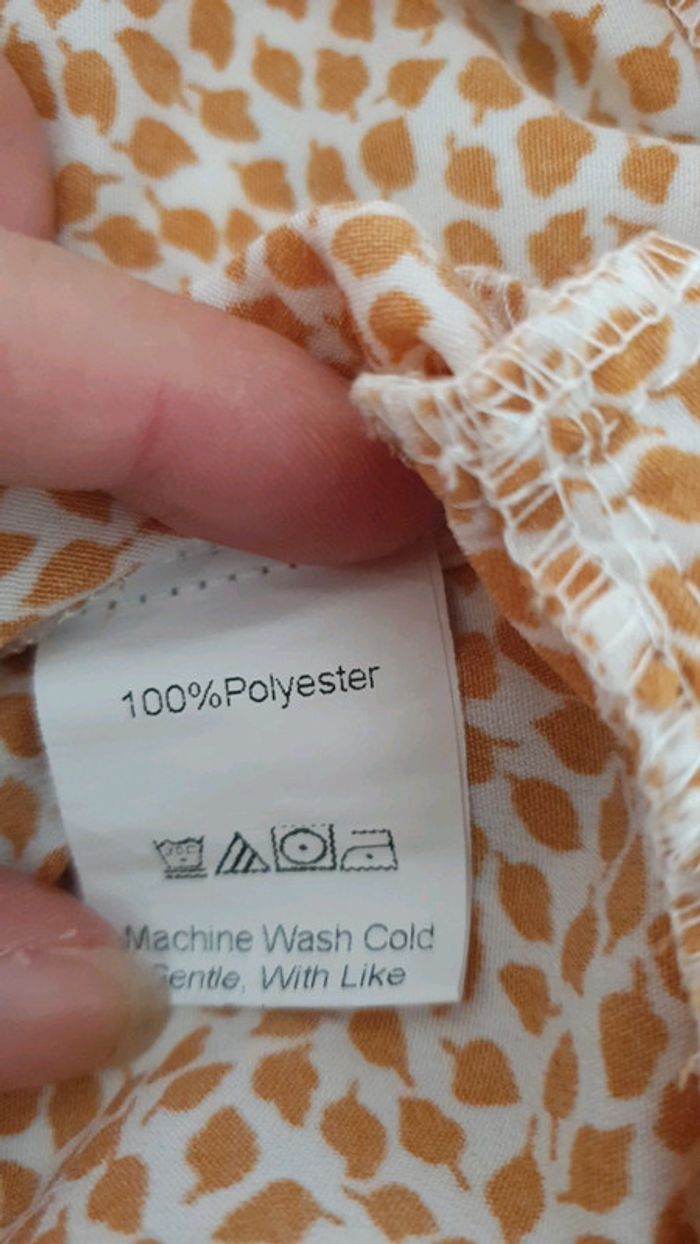 100%Polyester
Machine Wash Cold
Gentle, With Like